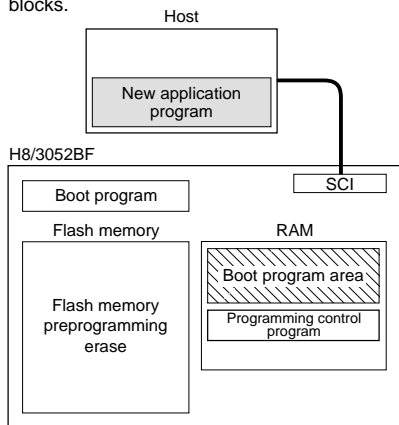 blocks.
Host
New application
program
H8/3052BF
SCI
Boot program
Flash memory
RAM
Boot program area
Flash memory
preprogramming
erase
Programming control
program